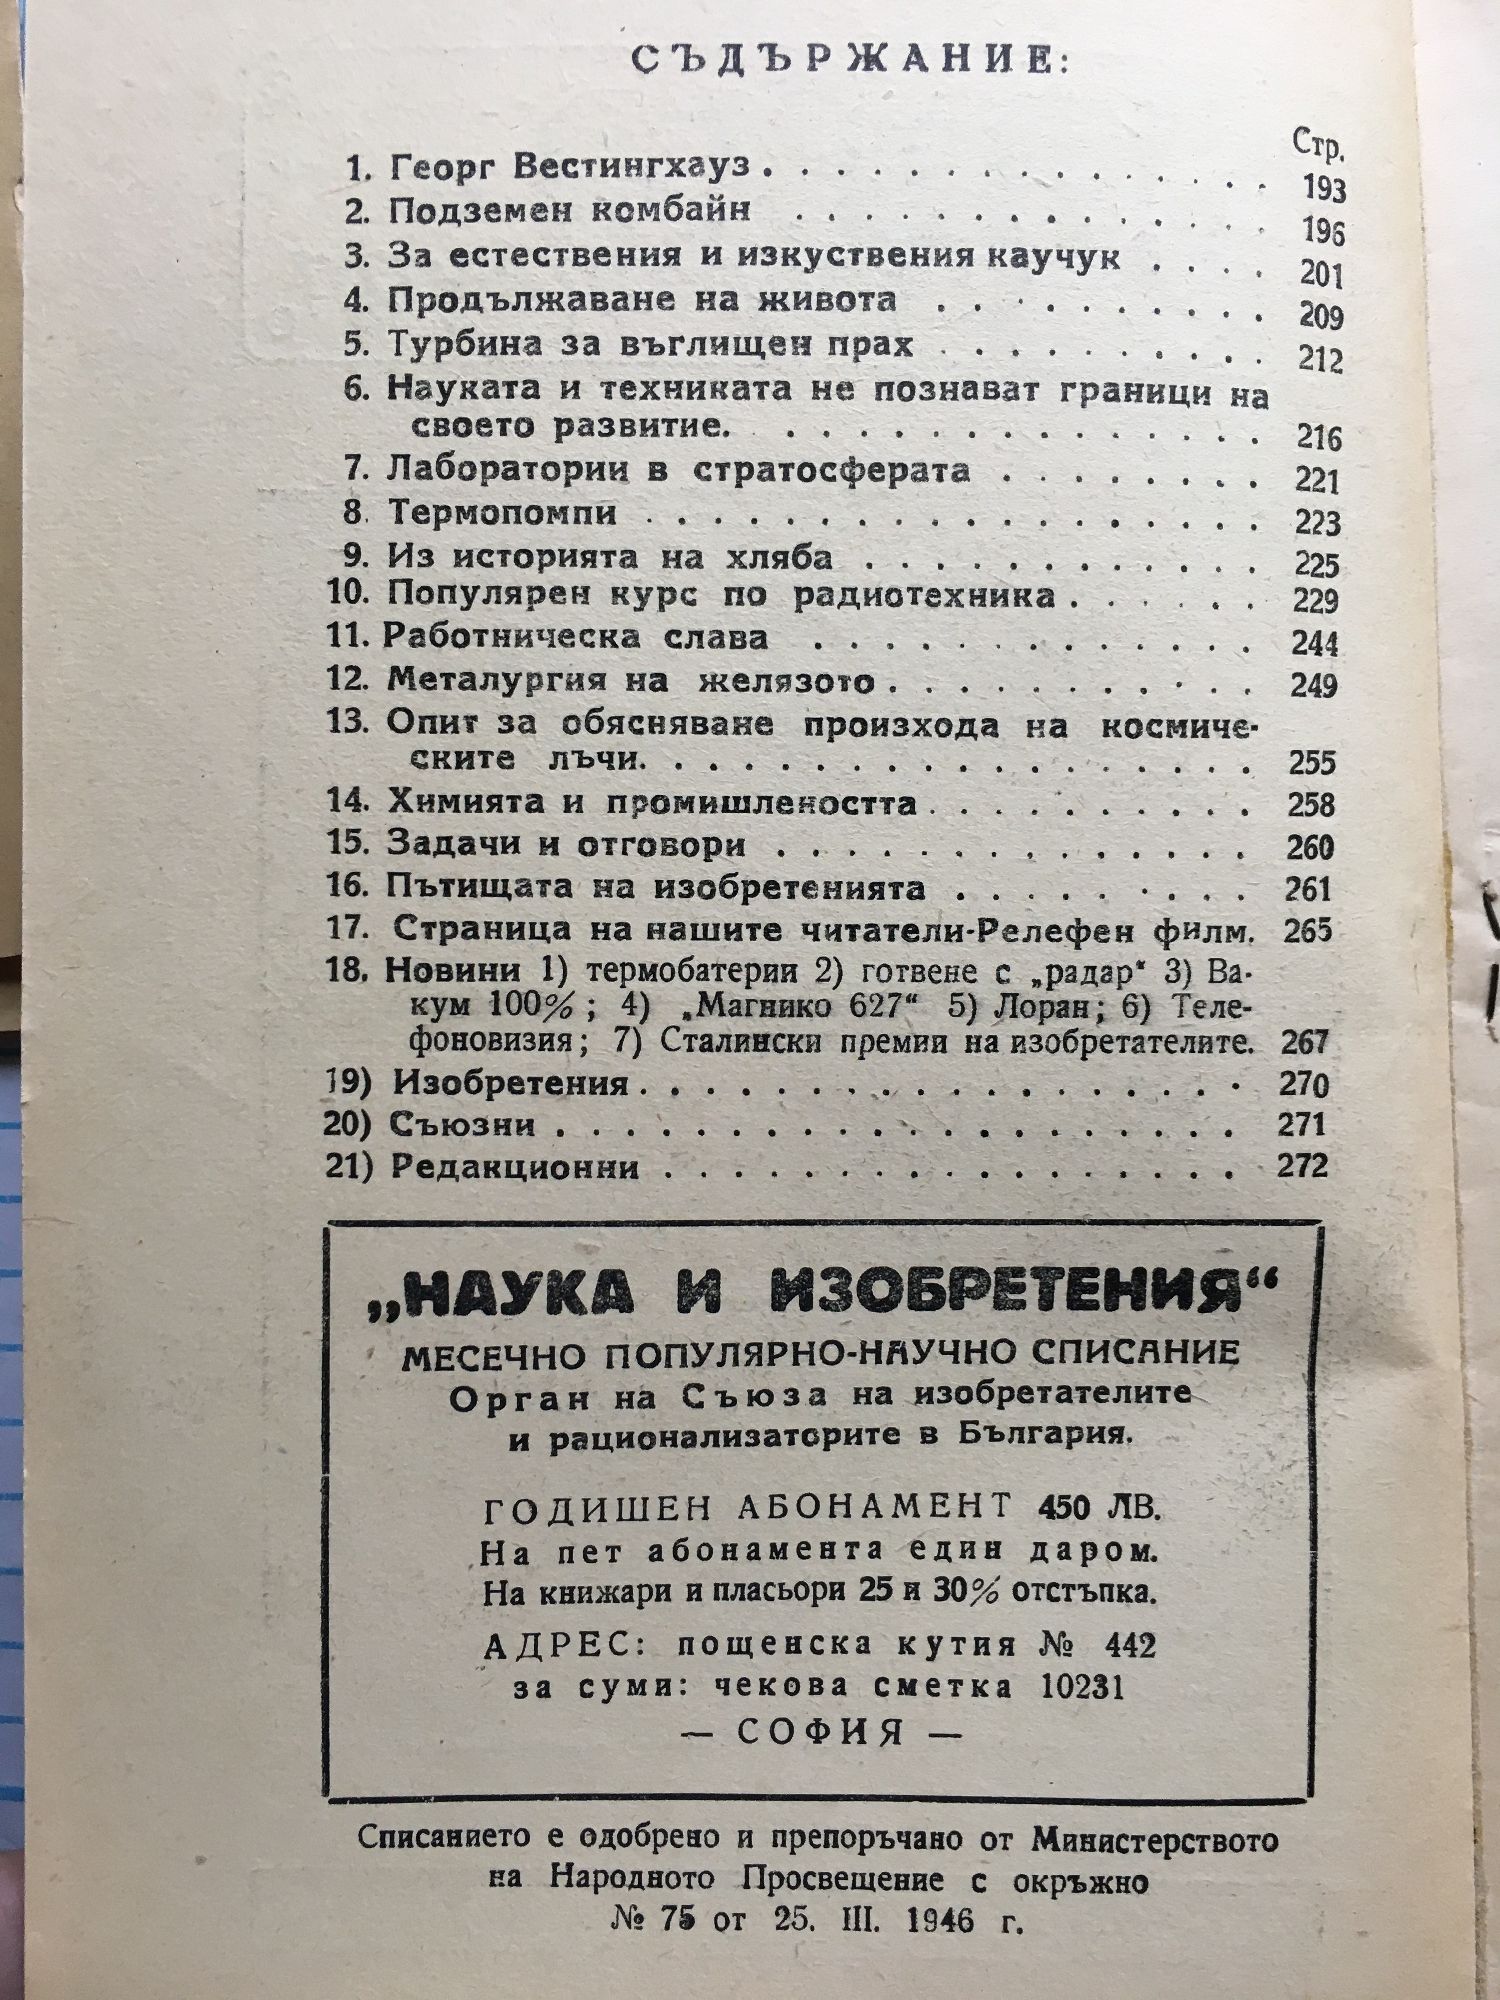 СЪДЪРЖАНИЕ:
Стр.
1. Георг Вестингхауз . . . . . . . . . . . . . . 193
2. Подземен комбайн . . . . . . . . . . . . . 196
3. За естествения и изкуствения каучук . . . . 201
4. Продължаване на живота . . . . . . . . . . 209
5. Турбина за въглищен прах . . . . . . . . . . 212
6. Науката и техниката не познават граници на
своето развитие. . . . . . . . . . . . . . . 216
7. Лаборатории в стратосферата . . . . . . . . 221
8. Термопомпи . . . . . . . . . . . . . . . . . 223
9. Из историята на хляба . . . . . . . . . . . . 225
10. Популярен курс по радиотехника . . . . . . 229
11. Работническа слава . . . . . . . . . . . . . 244
12. Металургия на желязото . . . . . . . . . . . 249
13. Опит за обясняване произхода на космиче-
ските лъчи. . . . . . . . . . . . . . . . . . 255
14. Химията и промишлеността . . . . . . . . . . 258
15. Задачи и отговори . . . . . . . . . . . . . . 260
16. Пътищата на изобретенията . . . . . . . . . 261
17. Страница на нашите читатели-Релефен филм. 265
18. Новини 1) термобатерии 2) готвене с „радар“ 3) Ва-
кум 100%; 4) „Магнико 627“ 5) Лоран; 6) Теле-
фоновизия; 7) Сталински премии на изобретателите. 267
19) Изобретения . . . . . . . . . . . . . . . . . 270
20) Съюзни . . . . . . . . . . . . . . . . . . . . 271
21) Редакционни . . . . . . . . . . . . . . . . . 272
„НАУКА И ИЗОБРЕТЕНИЯ“
МЕСЕЧНО ПОПУЛЯРНО-НАУЧНО СПИСАНИЕ
Орган на Съюза на изобретателите
и рационализаторите в България.
ГОДИШЕН АБОНАМЕНТ 450 ЛВ.
На пет абонамента един даром.
На книжари и пласьори 25 и 30% отстъпка.
АДРЕС: пощенска кутия № 442
за суми: чекова сметка 10231
— СОФИЯ —
Списанието е одобрено и препоръчано от Министерството
на Народното Просвещение с окръжно
№ 75 от 25. III. 1946 г.